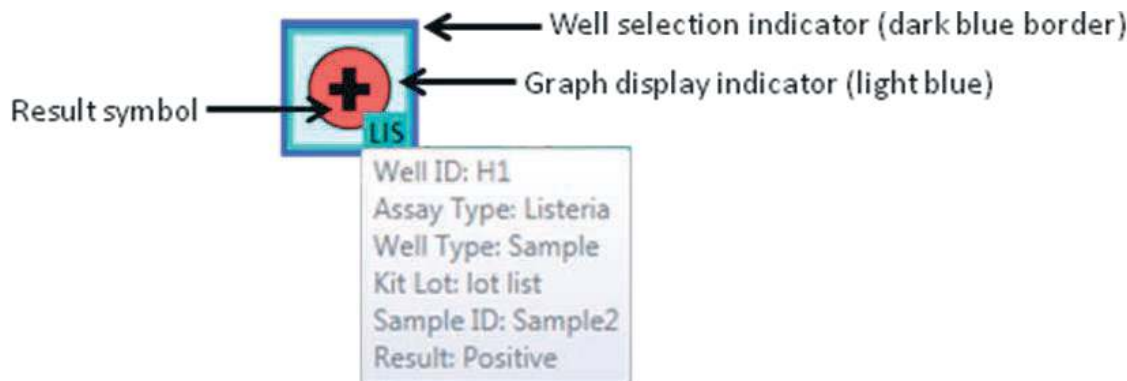 Well selection indicator (dark blue border)
Graph display indicator (light blue)
Result symbol
LIS
Well ID: H1
Assay Type: Listeria
Well Type: Sample
Kit Lot: lot list
Sample ID: Sample2
Result: Positive